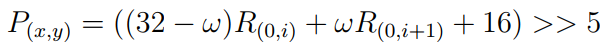 P_{(x,y)} = ((32 − ω)R_{(0,i)} + ωR_{(0,i+1)} + 16) >> 5